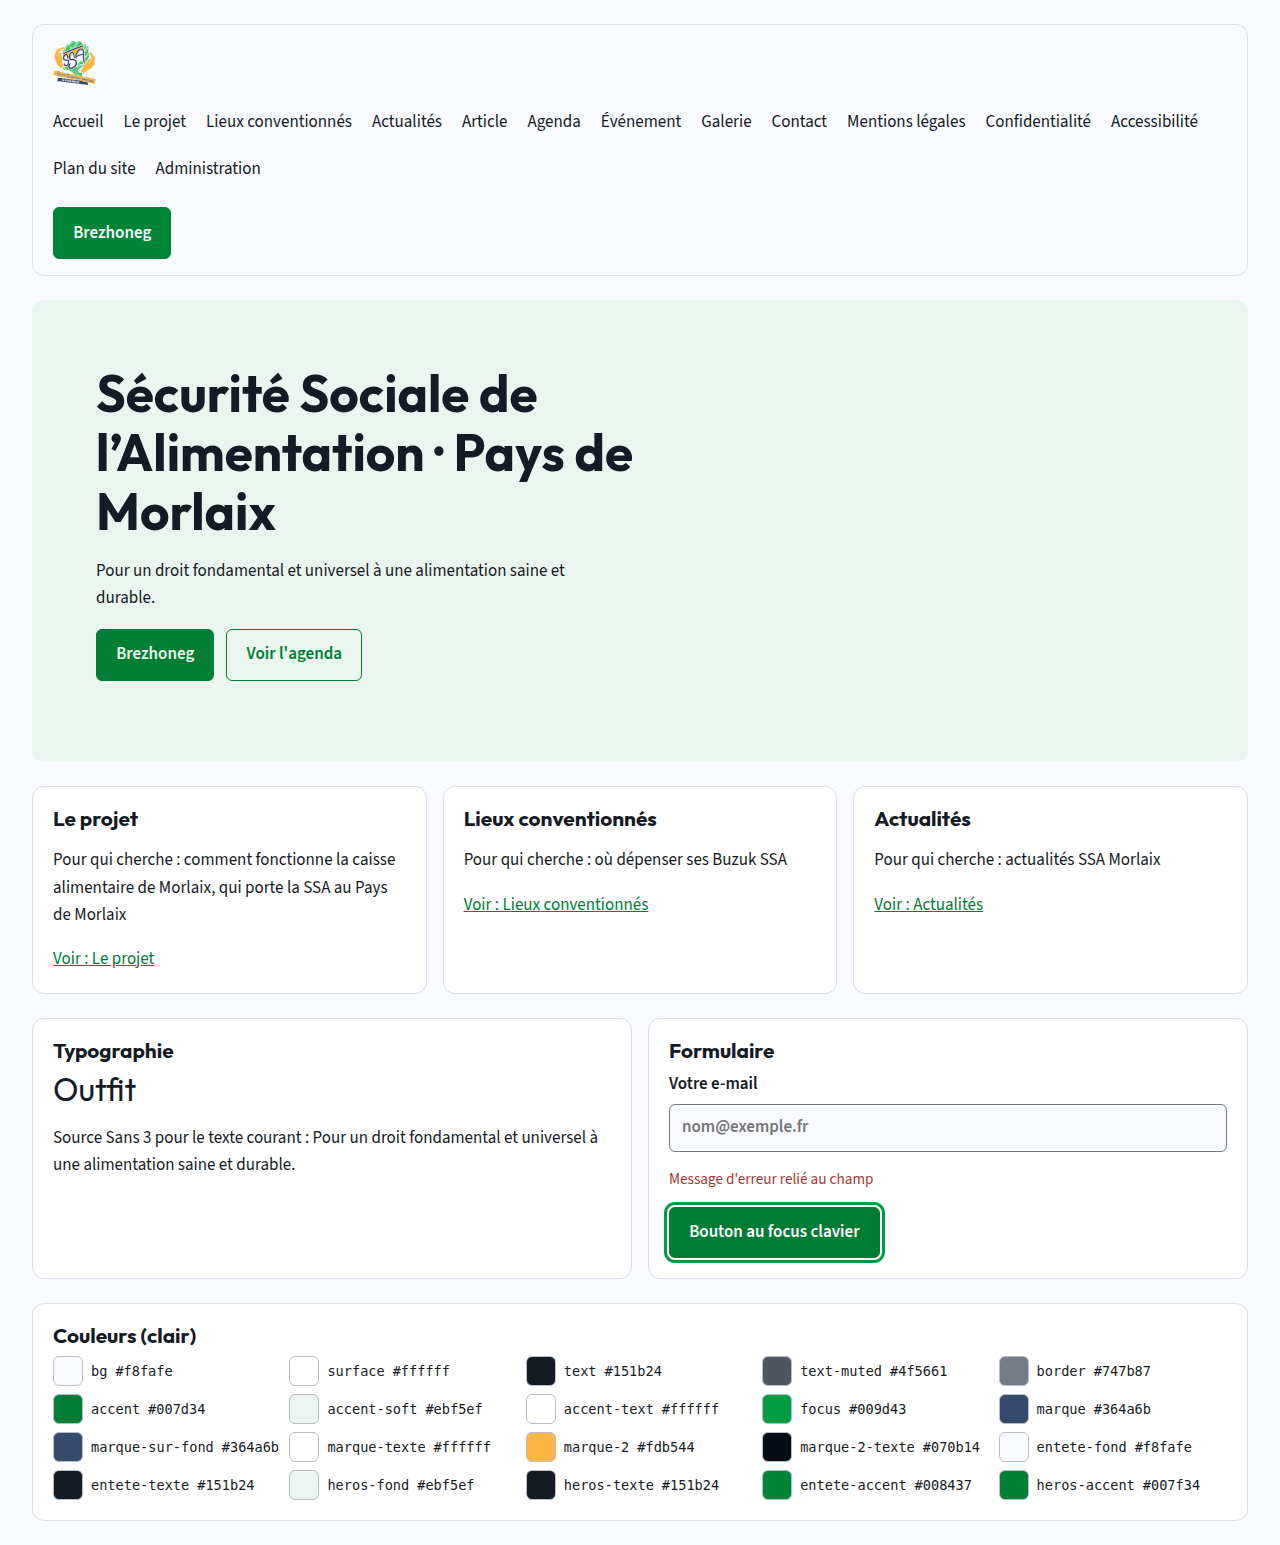 SSA
Accueil Le projet Lieux conventionnés Actualités Article Agenda Événement Galerie Contact Mentions légales Confidentialité Accessibilité
Plan du site Administration
Brezhoneg
Sécurité Sociale de
l’Alimentation · Pays de
Morlaix
Pour un droit fondamental et universel à une alimentation saine et
durable.
Brezhoneg Voir l'agenda
Le projet
Pour qui cherche : comment fonctionne la caisse
alimentaire de Morlaix, qui porte la SSA au Pays
de Morlaix
Voir : Le projet
Lieux conventionnés
Pour qui cherche : où dépenser ses Buzuk SSA
Voir : Lieux conventionnés
Actualités
Pour qui cherche : actualités SSA Morlaix
Voir : Actualités
Typographie
Outfit
Source Sans 3 pour le texte courant : Pour un droit fondamental et universel à
une alimentation saine et durable.
Formulaire
Votre e-mail
nom@exemple.fr
Message d'erreur relié au champ
Bouton au focus clavier
Couleurs (clair)
bg #f8fafe surface #ffffff text #151b24 text-muted #4f5661 border #747b87
accent #007d34 accent-soft #ebf5ef accent-text #ffffff focus #009d43 marque #364a6b
marque-sur-fond #364a6b marque-texte #ffffff marque-2 #fdb544 marque-2-texte #070b14 entete-fond #f8fafe
entete-texte #151b24 heros-fond #ebf5ef heros-texte #151b24 entete-accent #008437 heros-accent #007f34